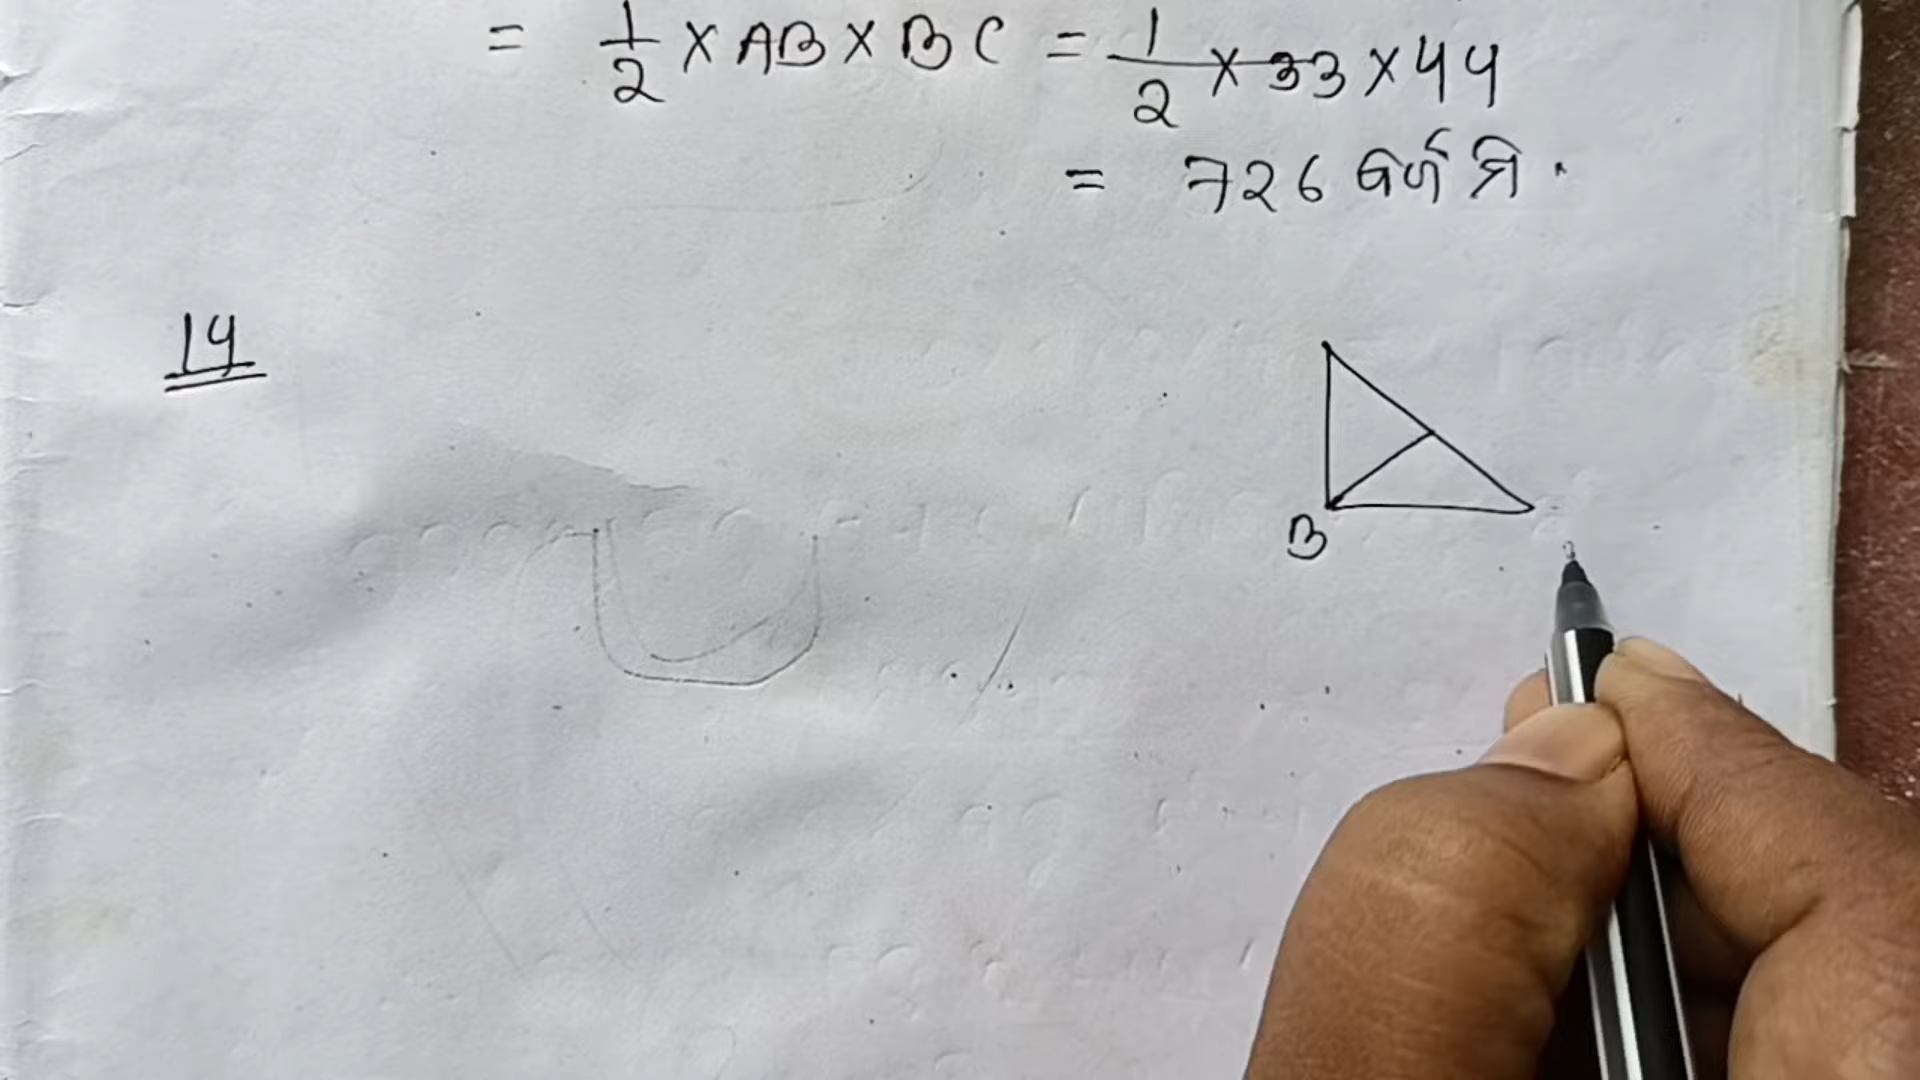 = 1/2 × AB × BC = 1/2 × 33 × 44
= 726 ବର୍ଗ ମି.
14
B